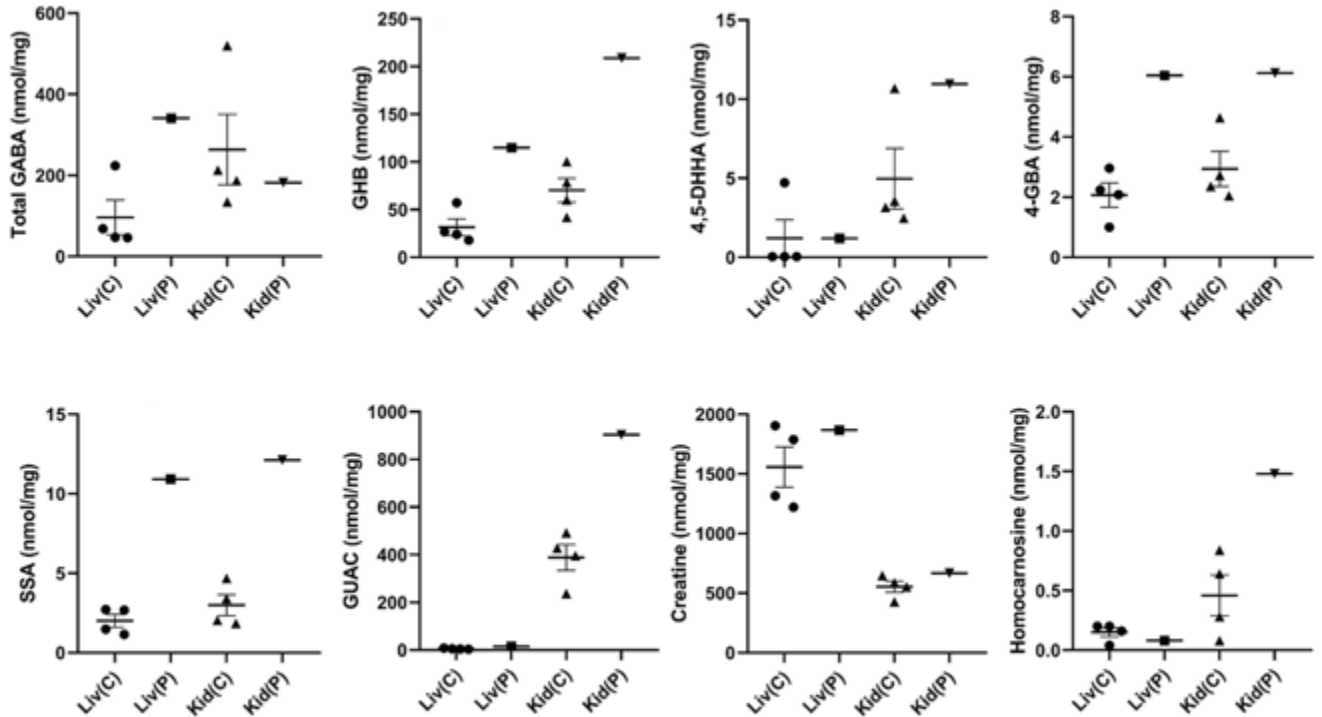 Total GABA (nmol/mg)
600
400
200
0
Liv(C)
Liv(P)
Kid(C)
Kid(P)
GHB (nmol/mg)
250
200
150
100
50
0
Liv(C)
Liv(P)
Kid(C)
Kid(P)
4,5-DHHA (nmol/mg)
15
10
5
0
Liv(C)
Liv(P)
Kid(C)
Kid(P)
4-GBA (nmol/mg)
8
6
4
2
0
Liv(C)
Liv(P)
Kid(C)
Kid(P)
SSA (nmol/mg)
15
10
5
0
Liv(C)
Liv(P)
Kid(C)
Kid(P)
GUAC (nmol/mg)
1000
800
600
400
200
0
Liv(C)
Liv(P)
Kid(C)
Kid(P)
Creatine (nmol/mg)
2000
1500
1000
500
0
Liv(C)
Liv(P)
Kid(C)
Kid(P)
Homocarnosine (nmol/mg)
2.0
1.5
1.0
0.5
0.0
Liv(C)
Liv(P)
Kid(C)
Kid(P)